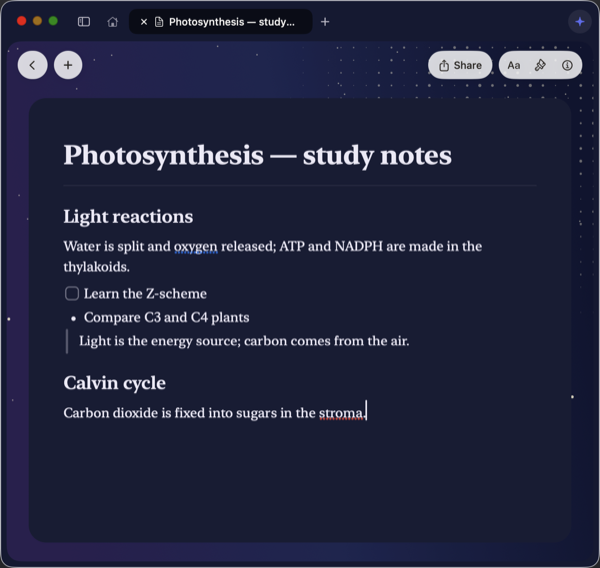 Photosynthesis — study...
Share
Aa
Photosynthesis — study notes
Light reactions
Water is split and oxygen released; ATP and NADPH are made in the
thylakoids.
Learn the Z-scheme
• Compare C3 and C4 plants
Light is the energy source; carbon comes from the air.
Calvin cycle
Carbon dioxide is fixed into sugars in the stroma.